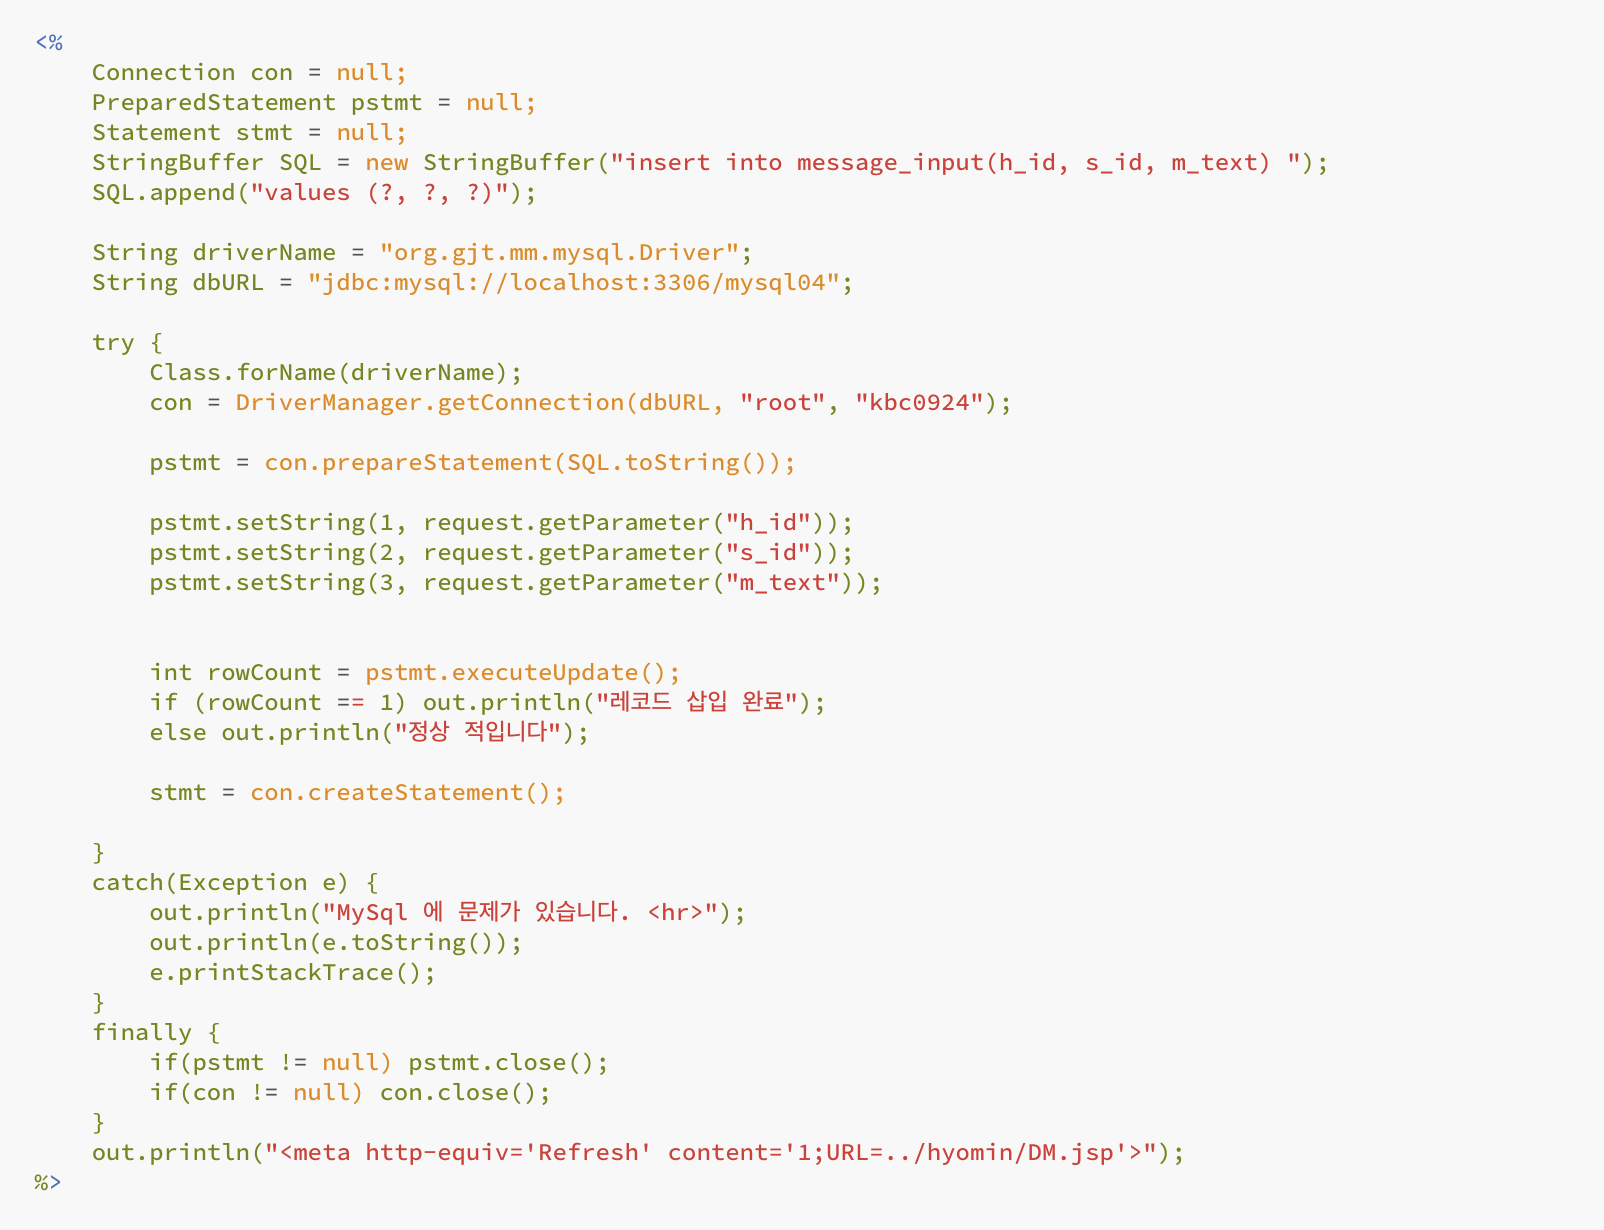 <%
    Connection con = null;
    PreparedStatement pstmt = null;
    Statement stmt = null;
    StringBuffer SQL = new StringBuffer("insert into message_input(h_id, s_id, m_text) ");
    SQL.append("values (?, ?, ?)");

    String driverName = "org.gjt.mm.mysql.Driver";
    String dbURL = "jdbc:mysql://localhost:3306/mysql04";

    try {
        Class.forName(driverName);
        con = DriverManager.getConnection(dbURL, "root", "kbc0924");

        pstmt = con.prepareStatement(SQL.toString());

        pstmt.setString(1, request.getParameter("h_id"));
        pstmt.setString(2, request.getParameter("s_id"));
        pstmt.setString(3, request.getParameter("m_text"));


        int rowCount = pstmt.executeUpdate();
        if (rowCount == 1) out.println("레코드 삽입 완료");
        else out.println("정상 적입니다");

        stmt = con.createStatement();

    }
    catch(Exception e) {
        out.println("MySql 에 문제가 있습니다. <hr>");
        out.println(e.toString());
        e.printStackTrace();
    }
    finally {
        if(pstmt != null) pstmt.close();
        if(con != null) con.close();
    }
    out.println("<meta http-equiv='Refresh' content='1;URL=../hyomin/DM.jsp'>");
%>